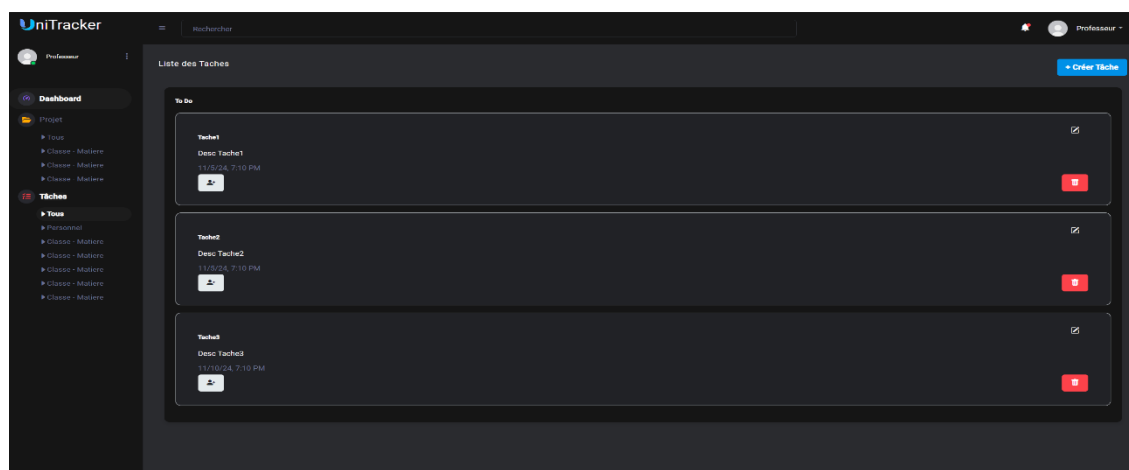 UniTracker
Rechercher
Professeur
Professeur
Liste des Taches
+ Créer Tâche
Dashboard
Projet
Tous
Classe - Matiere
Classe - Matiere
Classe - Matiere
Tâches
Tous
Personnel
Classe - Matiere
Classe - Matiere
Classe - Matiere
Classe - Matiere
Classe - Matiere
To Do
Tache1
Desc Tache1
11/5/24, 7:10 PM
Tache2
Desc Tache2
11/5/24, 7:10 PM
Tache3
Desc Tache3
11/10/24, 7:10 PM